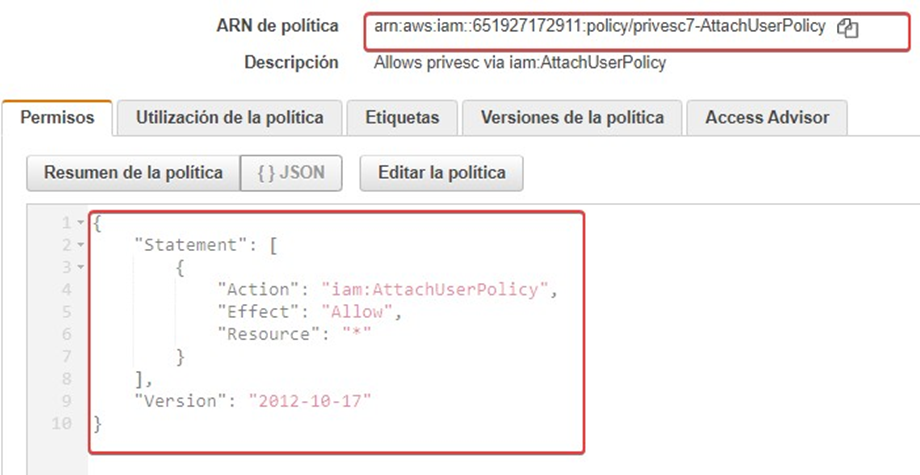 ARN de política arn:aws:iam::651927172911:policy/privesc7-AttachUserPolicy
Descripción Allows privesc via iam:AttachUserPolicy
Permisos Utilización de la política Etiquetas Versiones de la política Access Advisor
Resumen de la política { } JSON Editar la política
1 {
2 "Statement": [
3 {
4 "Action": "iam:AttachUserPolicy",
5 "Effect": "Allow",
6 "Resource": "*"
7 }
8 ],
9 "Version": "2012-10-17"
10 }